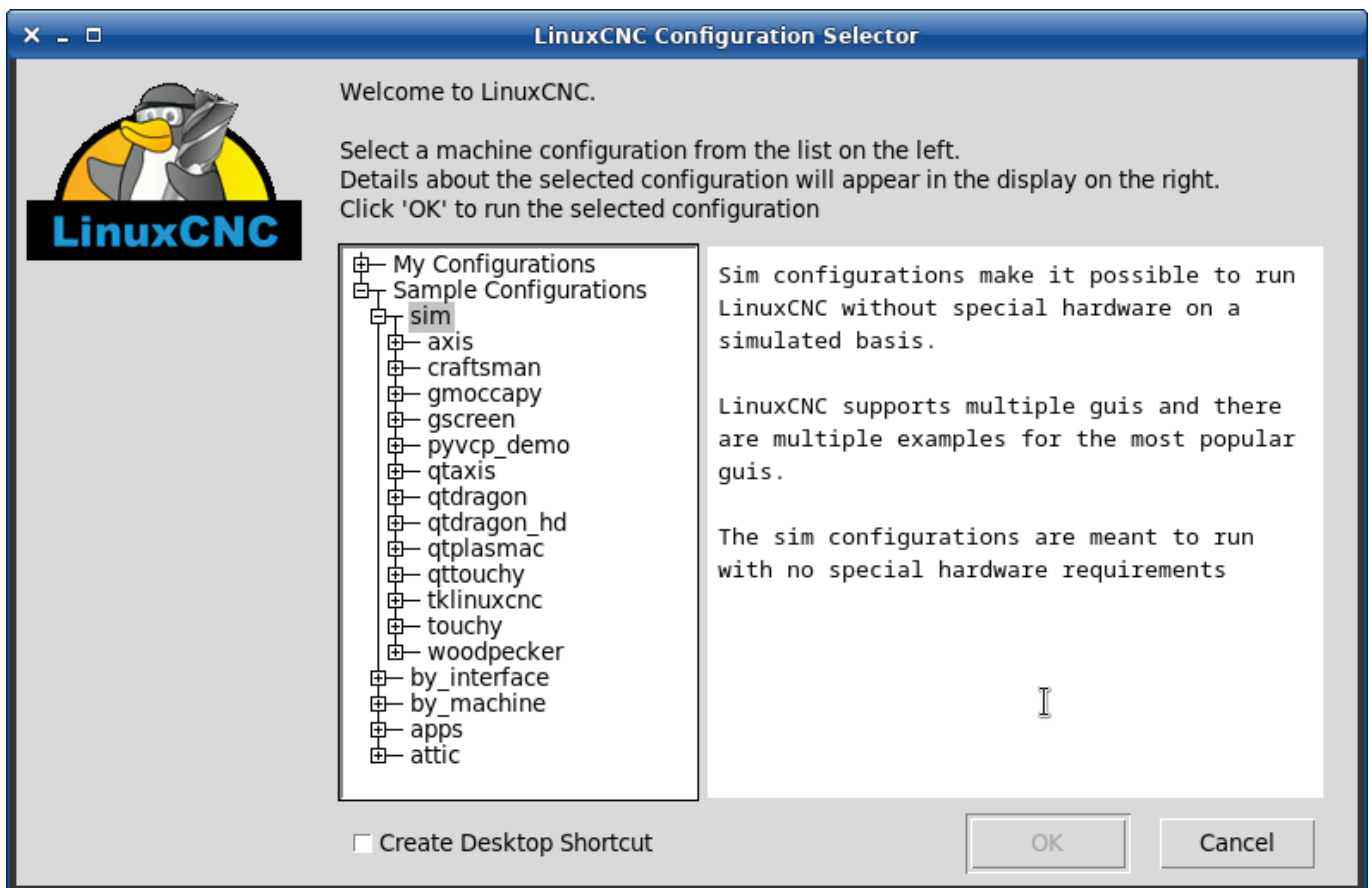 LinuxCNC Configuration Selector
LinuxCNC
Welcome to LinuxCNC.
Select a machine configuration from the list on the left.
Details about the selected configuration will appear in the display on the right.
Click 'OK' to run the selected configuration
My Configurations
Sample Configurations
sim
axis
craftsman
gmoccapy
gscreen
pyvcp_demo
qtaxis
qtdragon
qtdragon_hd
qtplasmac
qttouchy
tklinuxcnc
touchy
woodpecker
by_interface
by_machine
apps
attic
Sim configurations make it possible to run
LinuxCNC without special hardware on a
simulated basis.
LinuxCNC supports multiple guis and there
are multiple examples for the most popular
guis.
The sim configurations are meant to run
with no special hardware requirements
Create Desktop Shortcut
OK
Cancel